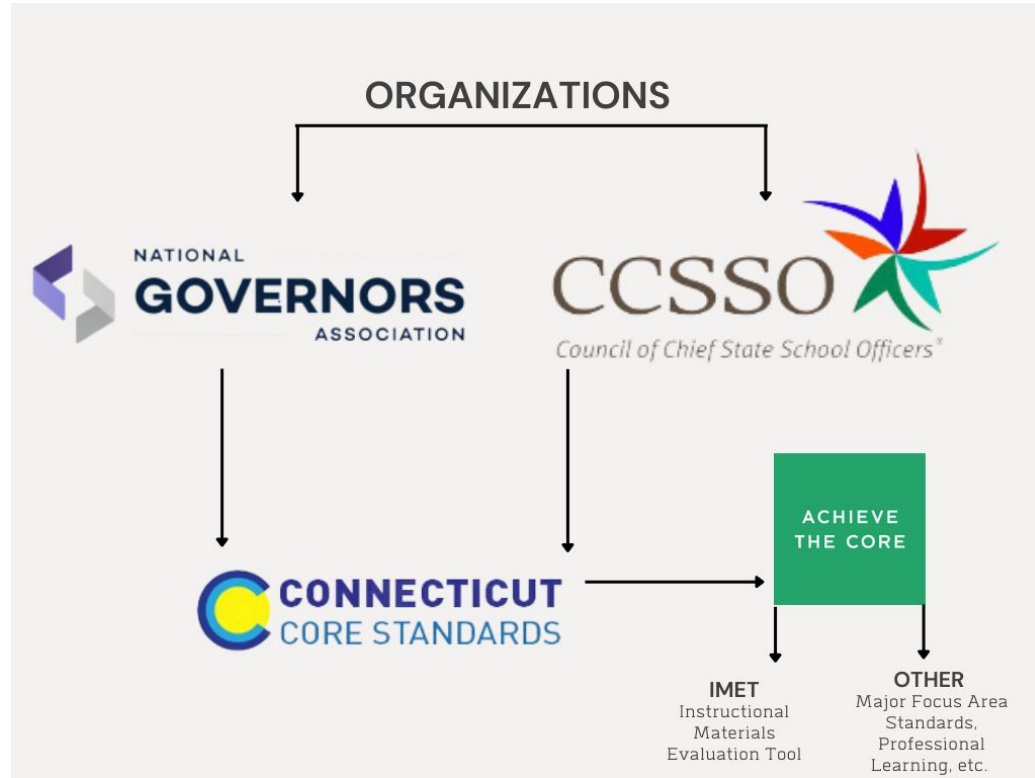 ORGANIZATIONS
NATIONAL
GOVERNORS
ASSOCIATION
CCSSO
Council of Chief State School Officers®
CONNECTICUT
CORE STANDARDS
ACHIEVE
THE CORE
IMET
Instructional
Materials
Evaluation Tool
OTHER
Major Focus Area
Standards,
Professional
Learning, etc.